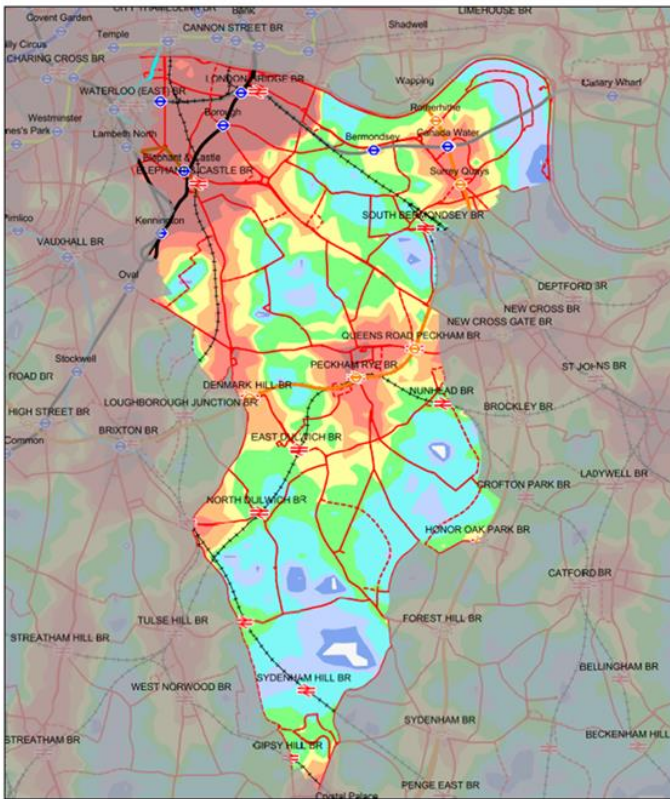 CITY THAMESLINK BR
Bank
LIMEHOUSE BR
Covent Garden
CANNON STREET BR
Shadwell
Temple
CHARING CROSS BR
LONDON BRIDGE BR
Wapping
Canary Wharf
WATERLOO (EAST) BR
Rotherhithe
Westminster
Borough
Canada Water
Lambeth North
Bermondsey
Elephant & Castle
ELEPHANT & CASTLE BR
Surrey Quays
Pimlico
Kennington
SOUTH BERMONDSEY BR
VAUXHALL BR
Oval
DEPTFORD BR
NEW CROSS BR
NEW CROSS GATE BR
QUEENS ROAD PECKHAM BR
Stockwell
ROAD BR
PECKHAM RYE BR
ST JOHNS BR
DENMARK HILL BR
NUNHEAD BR
HIGH STREET BR
LOUGHBOROUGH JUNCTION BR
BROCKLEY BR
BRIXTON BR
Common
EAST DULWICH BR
LADYWELL BR
CROFTON PARK BR
NORTH DULWICH BR
HONOR OAK PARK BR
CATFORD BR
TULSE HILL BR
FOREST HILL BR
STREATHAM HILL BR
BELLINGHAM BR
SYDENHAM HILL BR
WEST NORWOOD BR
SYDENHAM BR
STREATHAM BR
GIPSY HILL BR
BECKENHAM HILL
PENGE EAST BR
Crystal Palace